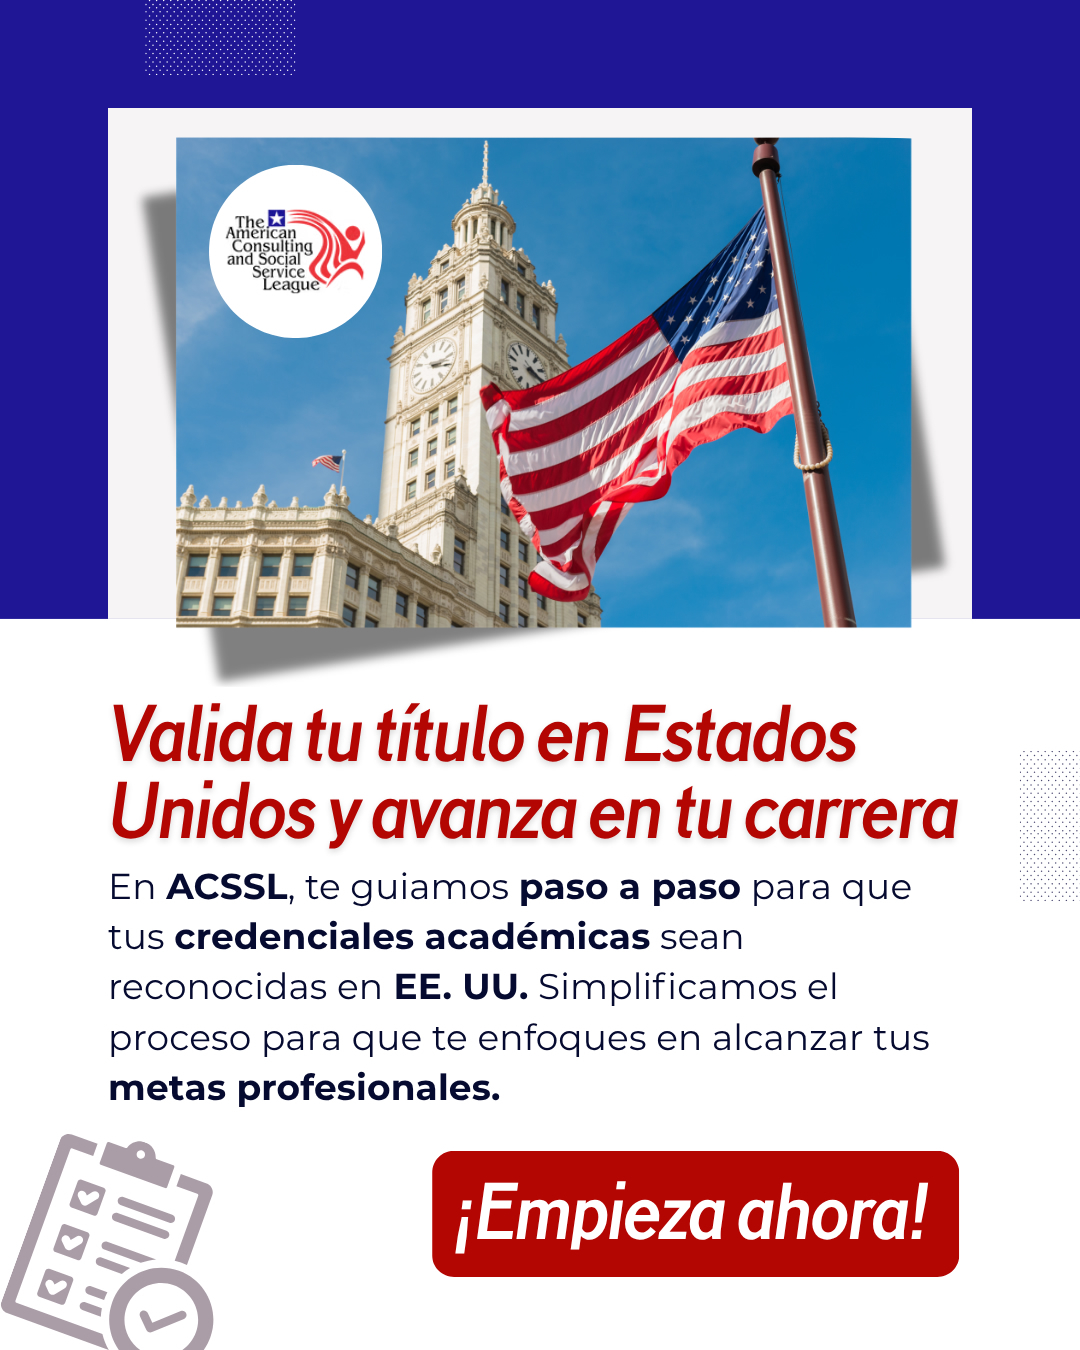 The
American
Consulting
and Social
Service
League
Valida tu título en Estados
Unidos y avanza en tu carrera
En ACSSL, te guiamos paso a paso para que
tus credenciales académicas sean
reconocidas en EE. UU. Simplificamos el
proceso para que te enfoques en alcanzar tus
metas profesionales.
¡Empieza ahora!